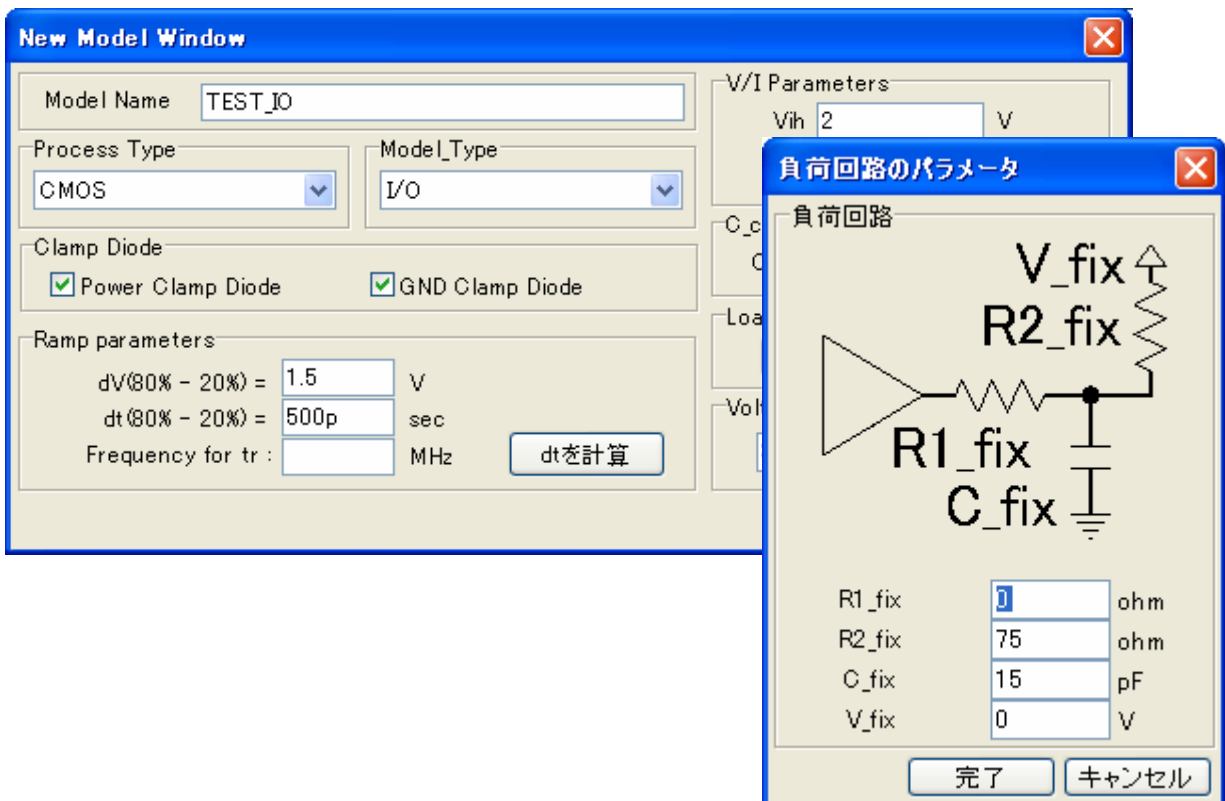 New Model Window
Model Name TEST_IO
Process Type
CMOS
Model_Type
I/O
Clamp Diode
Power Clamp Diode
GND Clamp Diode
Ramp parameters
dV(80% - 20%) = 1.5 V
dt(80% - 20%) = 500p sec
Frequency for tr : MHz
dtを計算
V/I Parameters
Vih 2 V
負荷回路のパラメータ
負荷回路
V_fix
R2_fix
R1_fix
C_fix
R1_fix 0 ohm
R2_fix 75 ohm
C_fix 15 pF
V_fix 0 V
完了
キャンセル